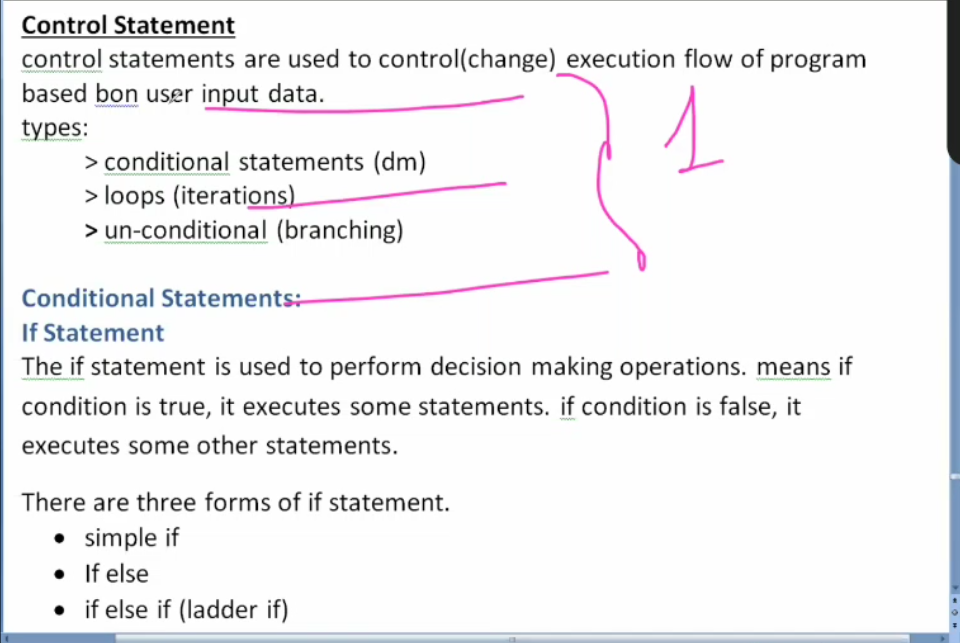 Control Statement
control statements are used to control(change) execution flow of program
based bon user input data.
types:
> conditional statements (dm)
> loops (iterations)
> un-conditional (branching)
1
Conditional Statements:
If Statement
The if statement is used to perform decision making operations. means if
condition is true, it executes some statements. if condition is false, it
executes some other statements.
There are three forms of if statement.
• simple if
• If else
• if else if (ladder if)